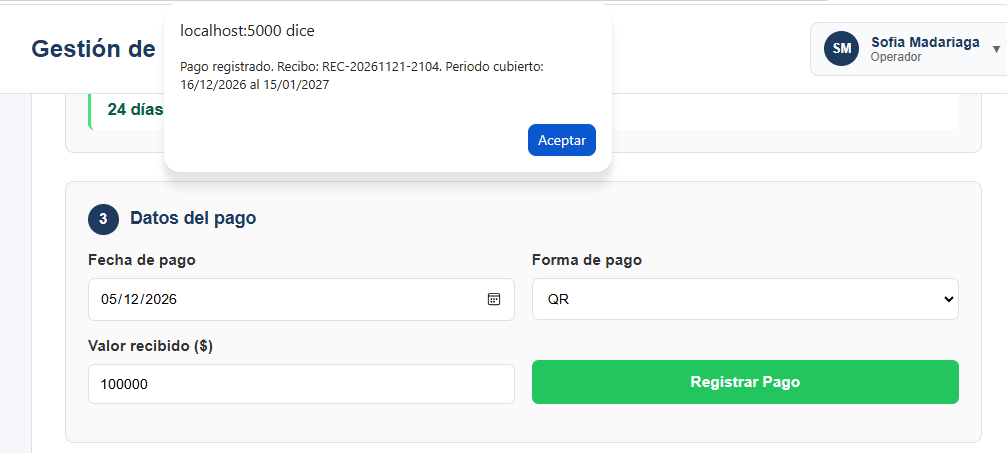 localhost:5000 dice
Pago registrado. Recibo: REC-20261121-2104. Periodo cubierto:
16/12/2026 al 15/01/2027
Aceptar
Gestión de
SM
Sofia Madariaga
Operador
24 días
3
Datos del pago
Fecha de pago
Forma de pago
05/12/2026
QR
Valor recibido ($)
100000
Registrar Pago